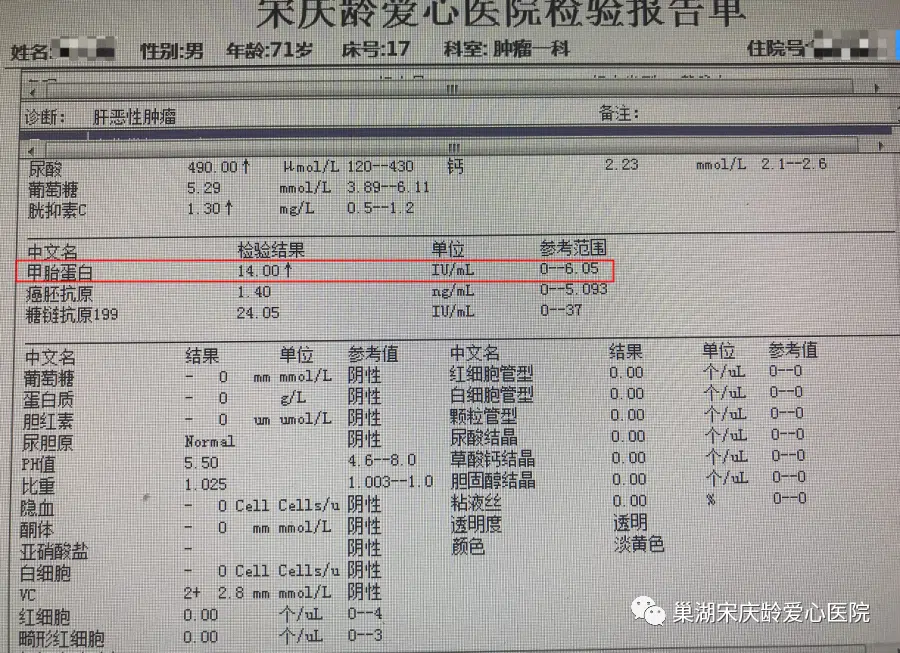 宋庆龄爱心医院检验报告单
姓名: 性别:男 年龄:71岁 床号:17 科室:肿瘤一科 住院号
诊断: 肝恶性肿瘤 备注:
尿酸 490.00↑ μmol/L 120--430 钙 2.23 mmol/L 2.1--2.6
葡萄糖 5.29 mmol/L 3.89--6.11
胱抑素C 1.30↑ mg/L 0.5--1.2
中文名 检验结果 单位 参考范围
甲胎蛋白 14.00↑ IU/mL 0--6.05
癌胚抗原 1.40 ng/mL 0--5.093
糖链抗原199 24.05 IU/mL 0--37
中文名 结果 单位 参考值 中文名 结果 单位 参考值
葡萄糖 - 0 mm mmol/L 阴性 红细胞管型 0.00 个/uL 0--0
蛋白质 - 0 g/L 阴性 白细胞管型 0.00 个/uL 0--0
胆红素 - 0 um umol/L 阴性 颗粒管型 0.00 个/uL 0--0
尿胆原 Normal 阴性 尿酸结晶 0.00 个/uL 0--0
PH值 5.50 4.6--8.0 草酸钙结晶 0.00 个/uL 0--0
比重 1.025 1.003--1.0 胆固醇结晶 0.00 个/uL 0--0
隐血 - 0 Cell Cells/u 阴性 粘液丝 0.00 % 0--0
酮体 - 0 mm mmol/L 阴性 透明度 透明
亚硝酸盐 - 阴性 颜色 淡黄色
白细胞 - 0 Cell Cells/u 阴性
VC 2+ 2.8 mm mmol/L 阴性
红细胞 0.00 个/uL 0--4
畸形红细胞 0.00 个/uL 0--3
巢湖宋庆龄爱心医院